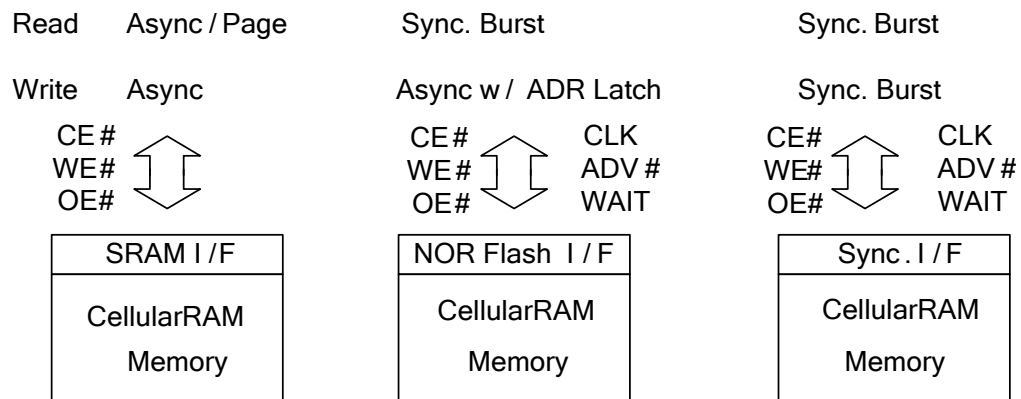 Read Async / Page Sync. Burst Sync. Burst
Write Async Async w / ADR Latch Sync. Burst
CE # CE# CLK CE# CLK
WE# WE # ADV # WE# ADV #
OE# OE# WAIT OE# WAIT
SRAM I / F NOR Flash I / F Sync . I / F
CellularRAM CellularRAM CellularRAM
Memory Memory Memory